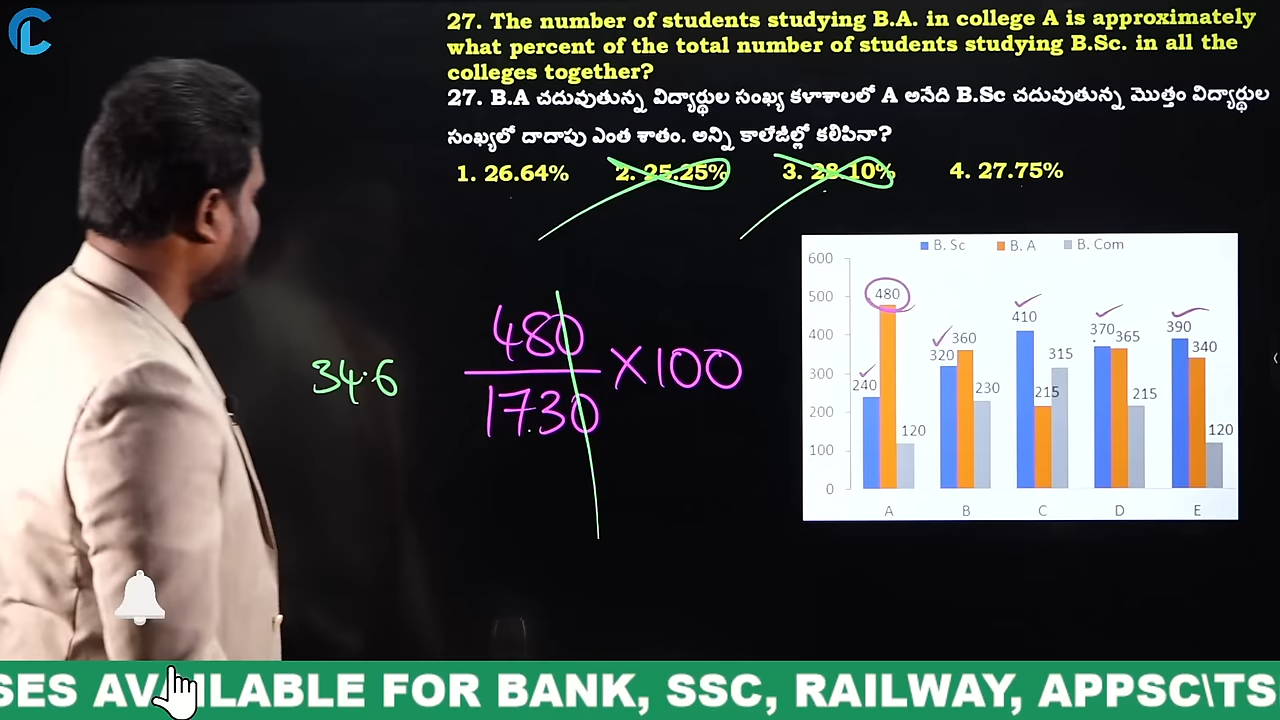 27. The number of students studying B.A. in college A is approximately
what percent of the total number of students studying B.Sc. in all the
colleges together?
27. B.A చదువుతున్న విద్యార్థుల సంఖ్య కళాశాలలో A అనేది B.Sc చదువుతున్న మొత్తం విద్యార్థుల
సంఖ్యలో దాదాపు ఎంత శాతం. అన్ని కాలేజీల్లో కలిపినా?
1. 26.64% 2. 25.25% 3. 28.10% 4. 27.75%
B. Sc B. A B. Com
600
500
400
300
200
100
0
480
240
120
320
360
230
410
215
315
370
365
215
390
340
120
A B C D E
34.6
480
1730
X100
SES AVAILABLE FOR BANK, SSC, RAILWAY, APPSC\TS